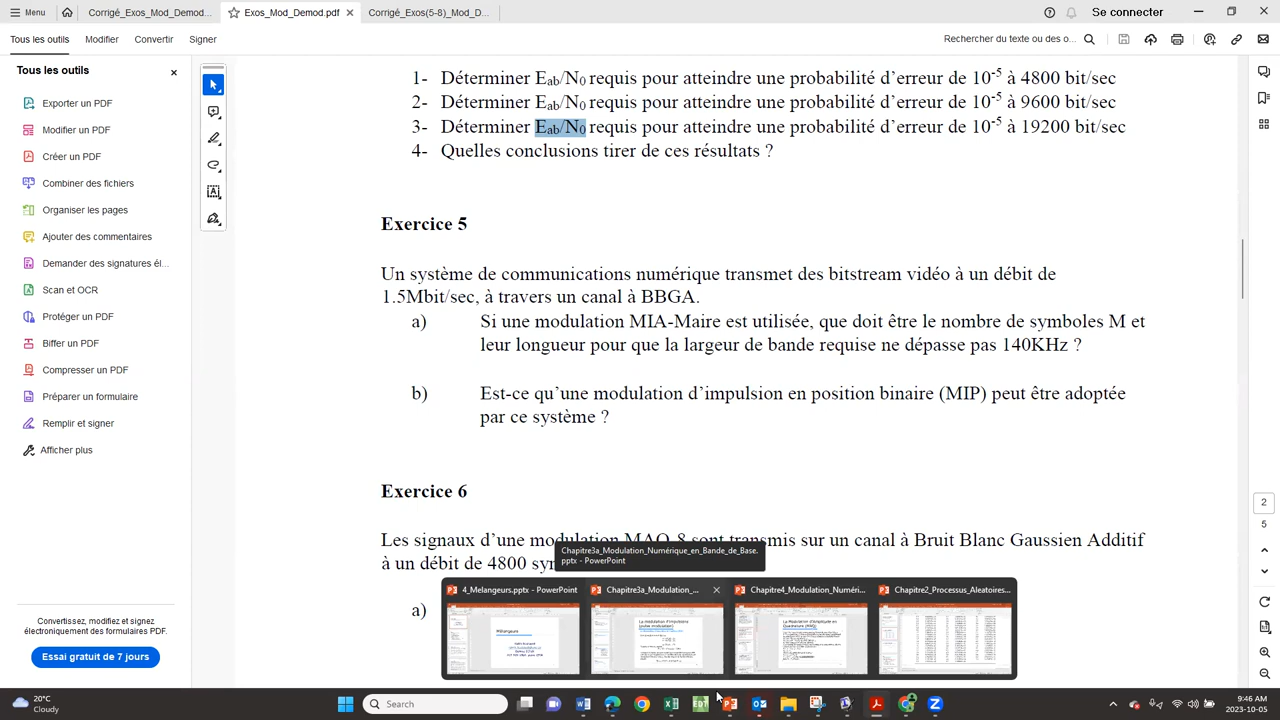 Menu
Corrigé_Exos_Mod_Demod...
Exos_Mod_Demod.pdf
Corrigé_Exos(5-8)_Mod_D...
Se connecter
Tous les outils
Modifier
Convertir
Signer
Rechercher du texte ou des o...
Tous les outils
Exporter un PDF
Modifier un PDF
Créer un PDF
Combiner des fichiers
Organiser les pages
Ajouter des commentaires
Demander des signatures él...
Scan et OCR
Protéger un PDF
Biffer un PDF
Compresser un PDF
Préparer un formulaire
Remplir et signer
Afficher plus
Convertissez, modifiez et signez
électroniquement des formulaires PDF.
Essai gratuit de 7 jours
1- Déterminer Eab/N0 requis pour atteindre une probabilité d'erreur de 10-5 à 4800 bit/sec
2- Déterminer Eab/N0 requis pour atteindre une probabilité d'erreur de 10-5 à 9600 bit/sec
3- Déterminer Eab/N0 requis pour atteindre une probabilité d'erreur de 10-5 à 19200 bit/sec
4- Quelles conclusions tirer de ces résultats ?
Exercice 5
Un système de communications numérique transmet des bitstream vidéo à un débit de
1.5Mbit/sec, à travers un canal à BBGA.
a) Si une modulation MIA-Maire est utilisée, que doit être le nombre de symboles M et
leur longueur pour que la largeur de bande requise ne dépasse pas 140KHz ?
b) Est-ce qu'une modulation d'impulsion en position binaire (MIP) peut être adoptée
par ce système ?
Exercice 6
Les signaux d'une modulation MAQ-8 sont transmis sur un canal à Bruit Blanc Gaussien Additif
à un débit de 4800 sy
a)
Chapitre3a_Modulation_Numérique_en_Bande_de_Base.
pptx - PowerPoint
4_Melangeurs.pptx - PowerPoint
Chapitre3a_Modulation_...
Chapitre4_Modulation_Numéri...
Chapitre2_Processus_Aleatoires...
Mélangeurs
La modulation d'Amplitude en
Quadrature (MAQ)
2
5
20°C
Cloudy
Search
9:46 AM
2023-10-05